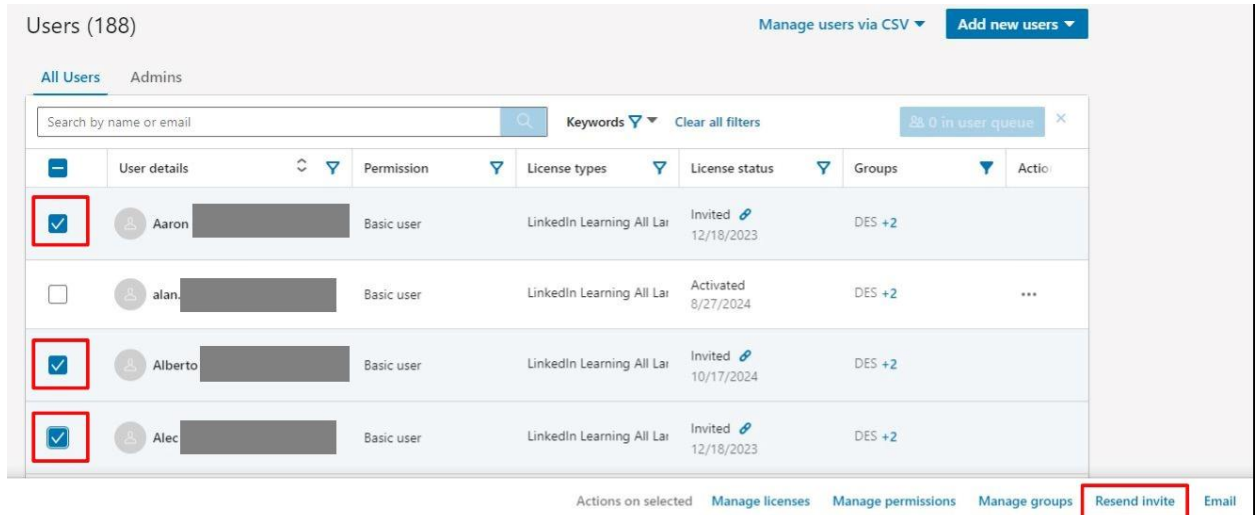 Users (188)
Manage users via CSV
Add new users
All Users Admins
Search by name or email
Keywords
Clear all filters
0 in user queue
User details Permission License types License status Groups Actio
Aaron Basic user LinkedIn Learning All Lar Invited DES +2
12/18/2023
alan. Basic user LinkedIn Learning All Lar Activated DES +2
8/27/2024
Alberto Basic user LinkedIn Learning All Lar Invited DES +2
10/17/2024
Alec Basic user LinkedIn Learning All Lar Invited DES +2
12/18/2023
Actions on selected Manage licenses Manage permissions Manage groups Resend invite Email